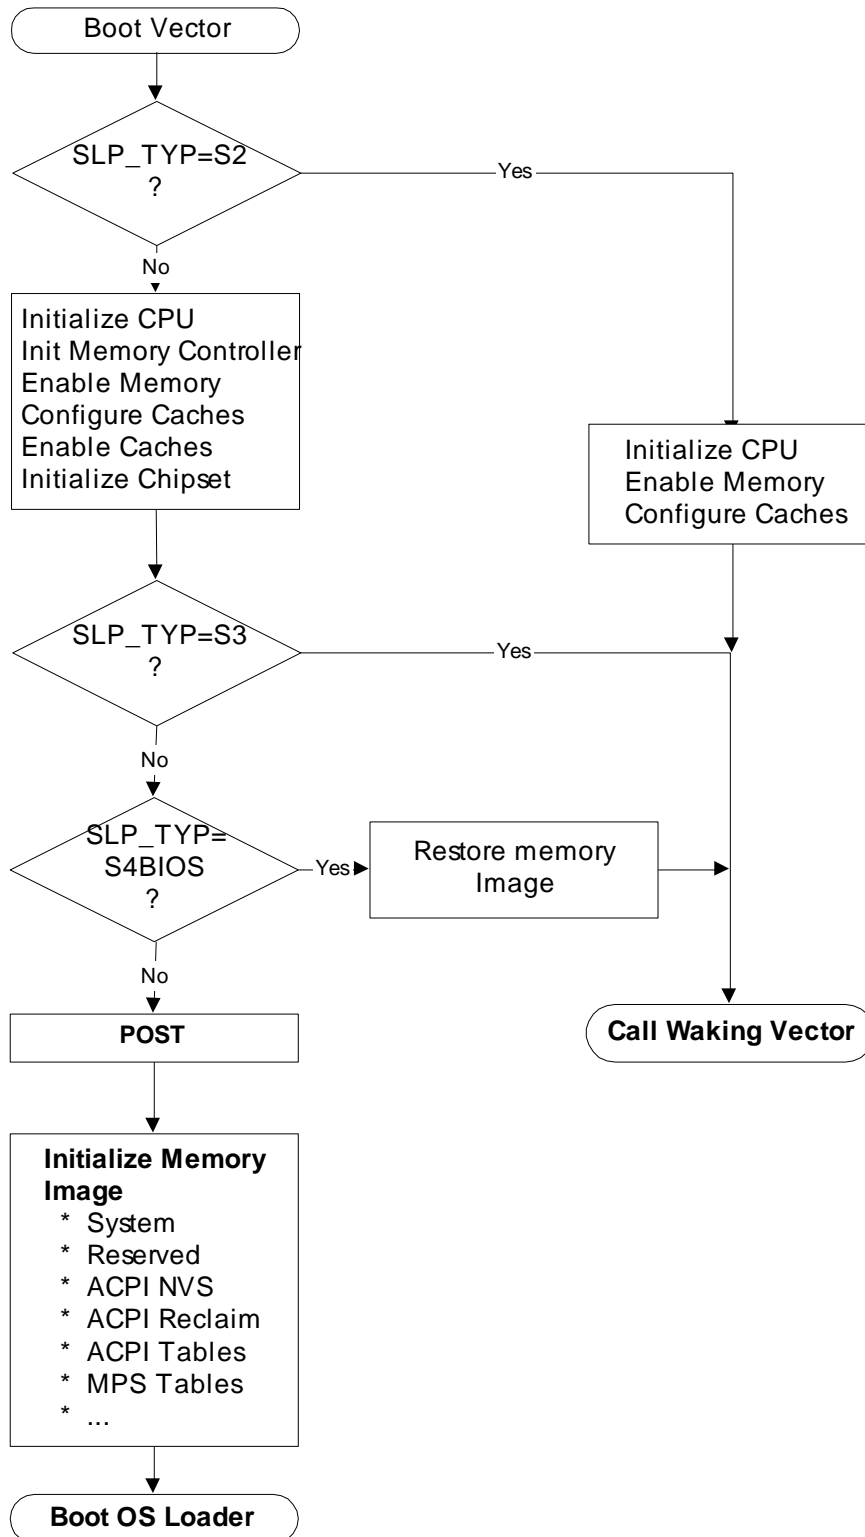 Boot Vector
SLP_TYP=S2
?
Yes
No
Initialize CPU
Init Memory Controller
Enable Memory
Configure Caches
Enable Caches
Initialize Chipset
Initialize CPU
Enable Memory
Configure Caches
SLP_TYP=S3
?
Yes
No
SLP_TYP=
S4BIOS
?
Yes
Restore memory
Image
No
POST
Call Waking Vector
Initialize Memory
Image
* System
* Reserved
* ACPI NVS
* ACPI Reclaim
* ACPI Tables
* MPS Tables
* ...
Boot OS Loader